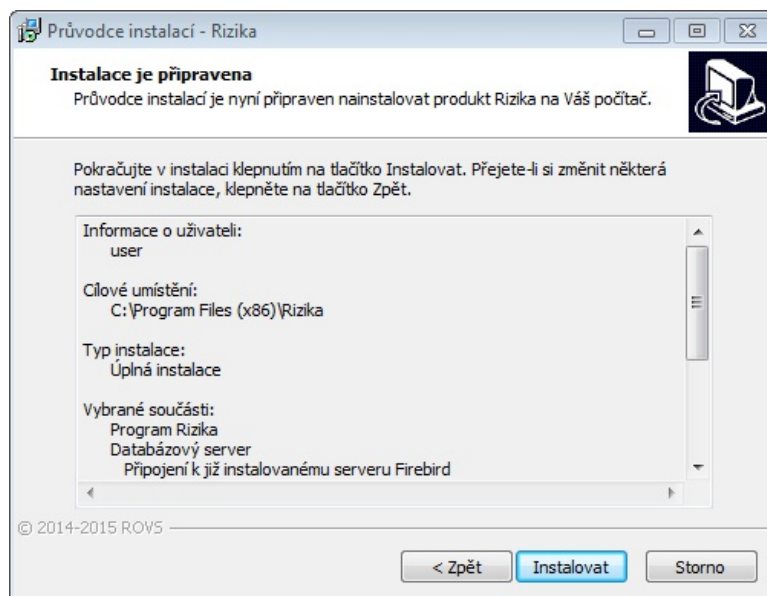 Průvodce instalací - Rizika
Instalace je připravena
Průvodce instalací je nyní připraven nainstalovat produkt Rizika na Váš počítač.
Pokračujte v instalaci klepnutím na tlačítko Instalovat. Přejete-li si změnit některá
nastavení instalace, klepněte na tlačítko Zpět.
Informace o uživateli:
user
Cílové umístění:
C:\Program Files (x86)\Rizika
Typ instalace:
Úplná instalace
Vybrané součásti:
Program Rizika
Databázový server
Připojení k již instalovanému serveru Firebird
© 2014-2015 ROVS
< Zpět
Instalovat
Storno